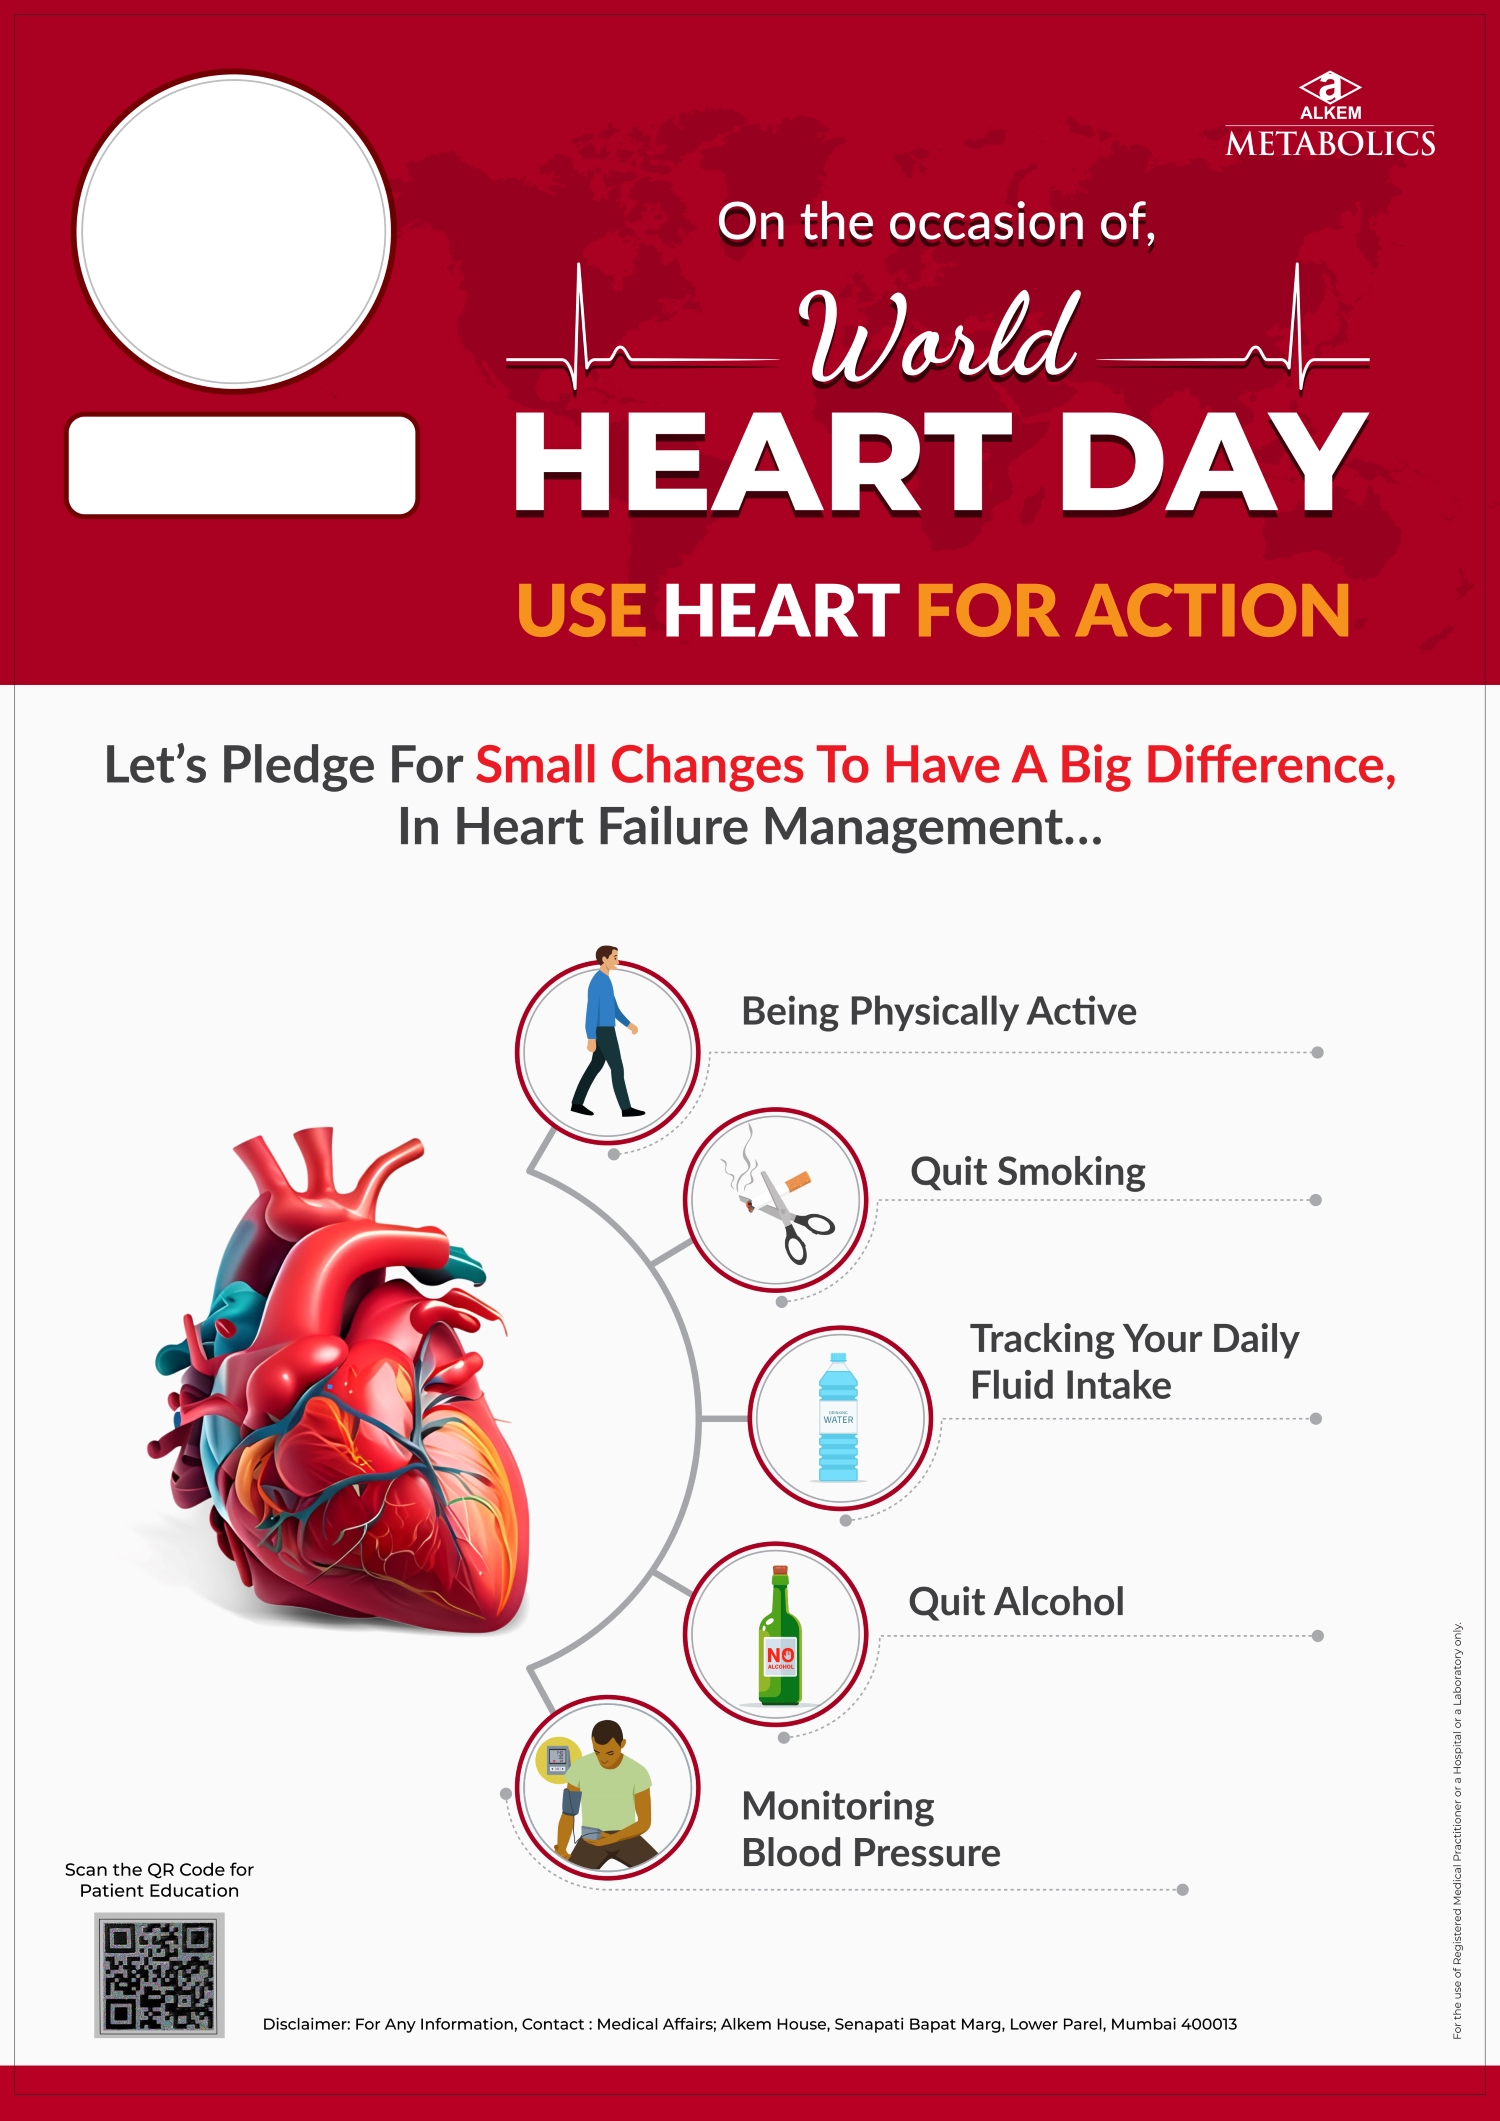 a
ALKEM
METABOLICS
On the occasion of,
World
HEART DAY
USE HEART FOR ACTION
Let's Pledge For Small Changes To Have A Big Difference,
In Heart Failure Management...
Being Physically Active
Quit Smoking
Tracking Your Daily
Fluid Intake
DRINKING
WATER
Quit Alcohol
NO
ALCOHOL
Monitoring
Blood Pressure
Scan the QR Code for
Patient Education
Disclaimer: For Any Information, Contact : Medical Affairs; Alkem House, Senapati Bapat Marg, Lower Parel, Mumbai 400013
For the use of Registered Medical Practitioner or a Hospital or a Laboratory only.